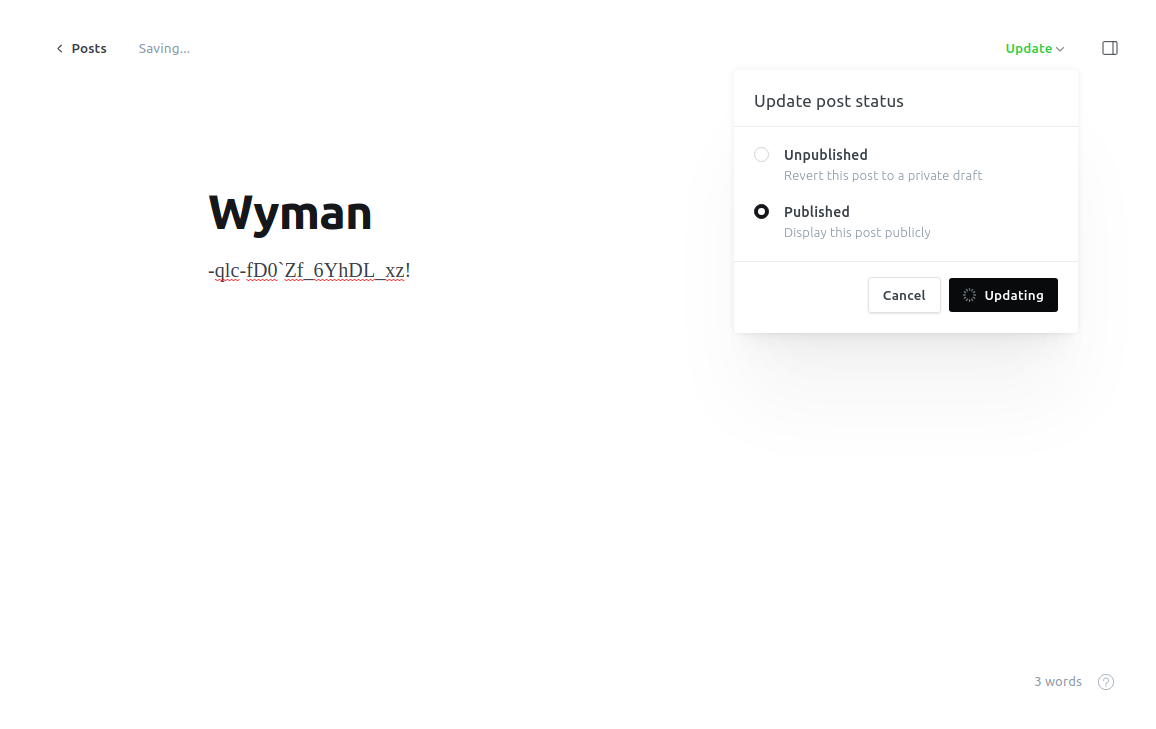 Posts
Saving...
Update
Update post status
Unpublished
Revert this post to a private draft
Published
Display this post publicly
Cancel
Updating
Wyman
-qlc-fD0`Zf_6YhDL_xz!
3 words
?